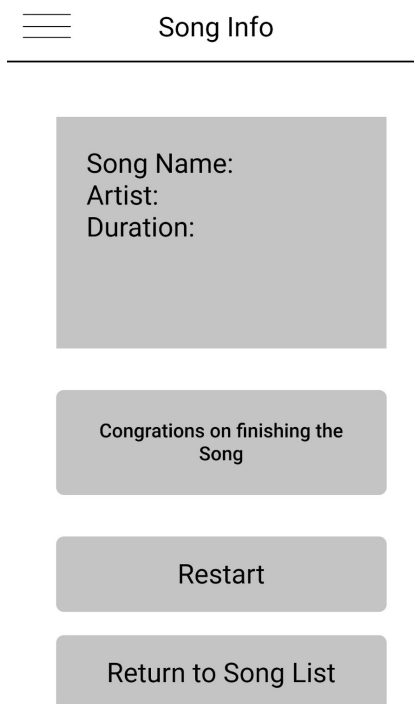 Song Info
Song Name:
Artist:
Duration:
Congrations on finishing the
Song
Restart
Return to Song List